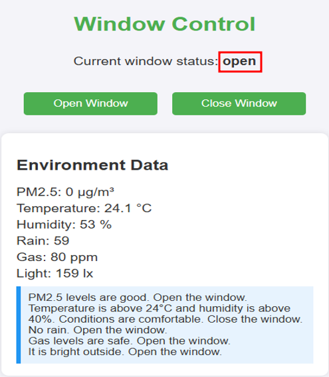 Window Control
Current window status: open
Open Window
Close Window
Environment Data
PM2.5: 0 µg/m³
Temperature: 24.1 °C
Humidity: 53 %
Rain: 59
Gas: 80 ppm
Light: 159 lx
PM2.5 levels are good. Open the window.
Temperature is above 24°C and humidity is above
40%. Conditions are comfortable. Close the window.
No rain. Open the window.
Gas levels are safe. Open the window.
It is bright outside. Open the window.